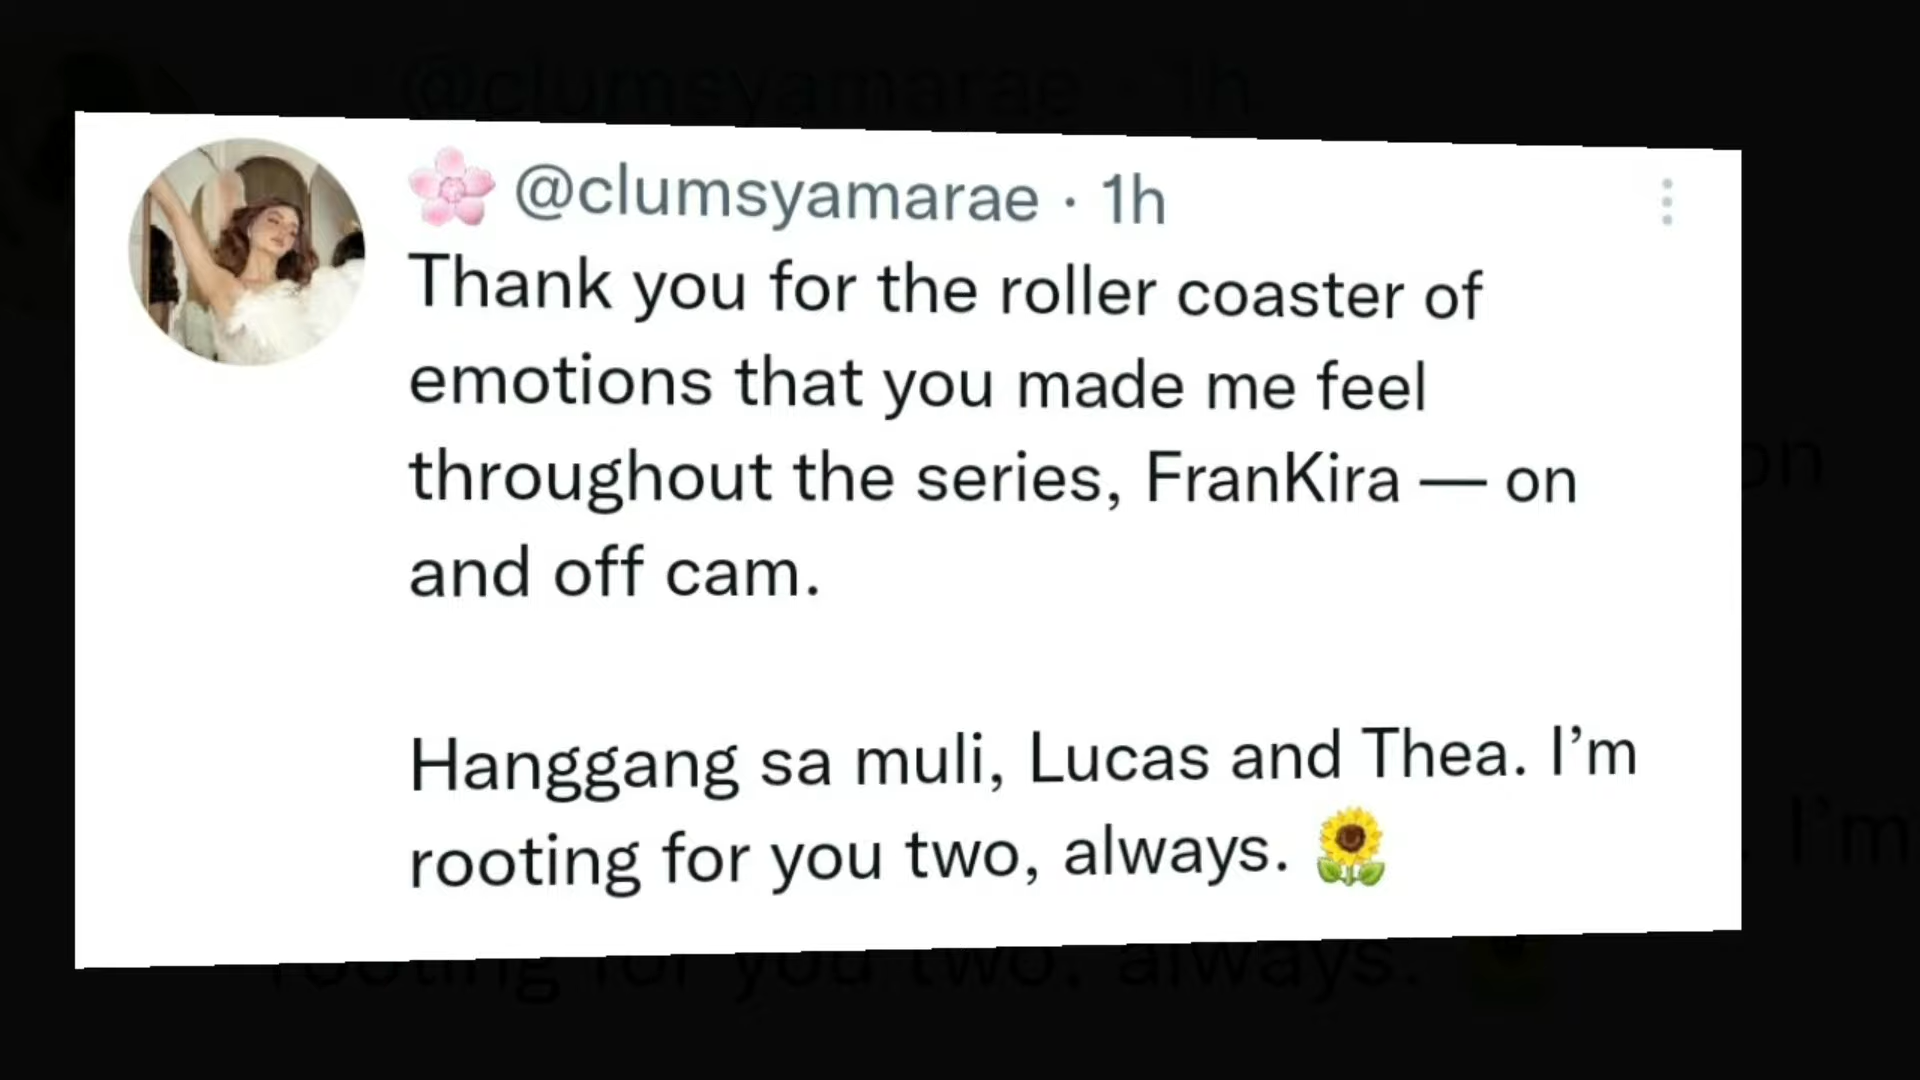 🌸 @clumsyamarae · 1h
Thank you for the roller coaster of
emotions that you made me feel
throughout the series, FranKira — on
and off cam.
Hanggang sa muli, Lucas and Thea. I’m
rooting for you two, always. 🌻